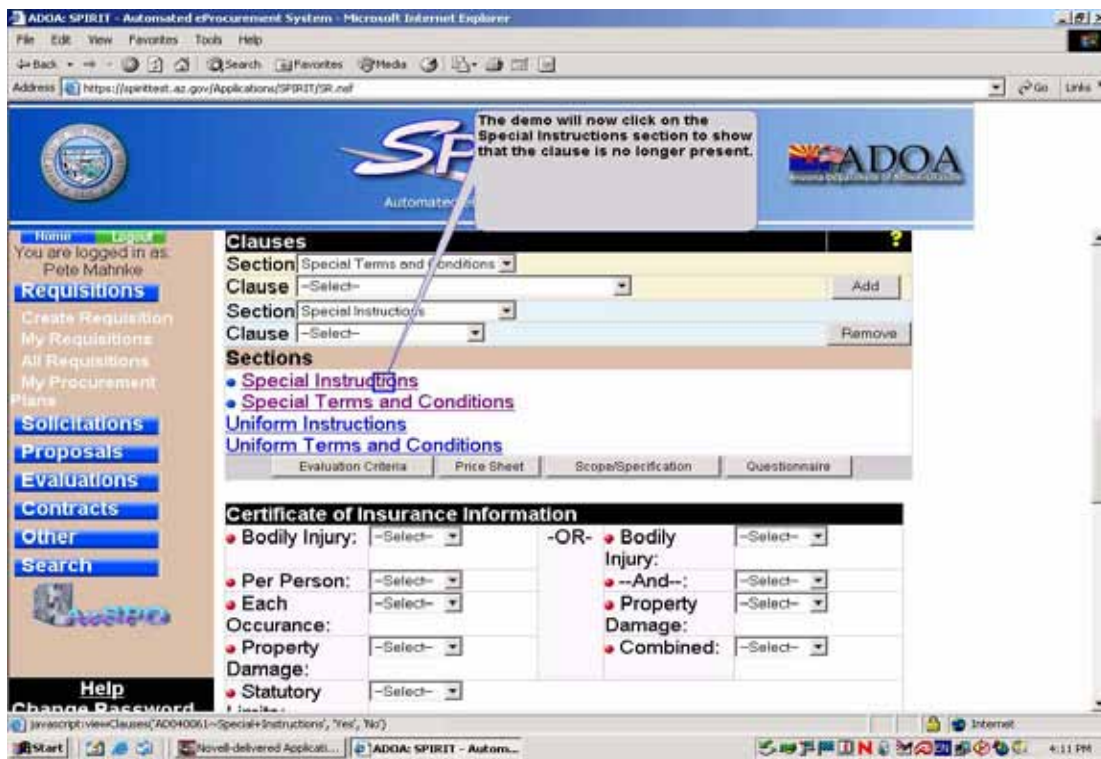 ADOA: SPIRIT - Automated eProcurement System - Microsoft Internet Explorer
File Edit View Favorites Tools Help
Back Search Favorites Media
Address https://spirittest.az.gov/Applications/SPIRIT/SR.nsf Go Links
The demo will now click on the
Special Instructions section to show
that the clause is no longer present.
ADOA
Home Logout
You are logged in as:
Pete Mahnke
Requisitions
Create Requisition
My Requisitions
All Requisitions
My Procurement
Plans
Solicitations
Proposals
Evaluations
Contracts
Other
Search
Help
Change Password
Clauses ?
Section Special Terms and Conditions
Clause -Select- Add
Section Special Instructions
Clause -Select- Remove
Sections
Special Instructions
Special Terms and Conditions
Uniform Instructions
Uniform Terms and Conditions
Evaluation Criteria Price Sheet Scope/Specification Questionnaire
Certificate of Insurance Information
Bodily Injury: -Select- -OR- Bodily Injury: -Select-
Per Person: -Select- --And--: -Select-
Each Occurance: -Select- Property Damage: -Select-
Property Damage: -Select- Combined: -Select-
Statutory -Select-
javascript:viewClauses('AD040061~Special+Instructions', 'Yes', 'No') Internet
Start Novell-delivered Applicati... ADOA: SPIRIT - Autom... 4:11 PM